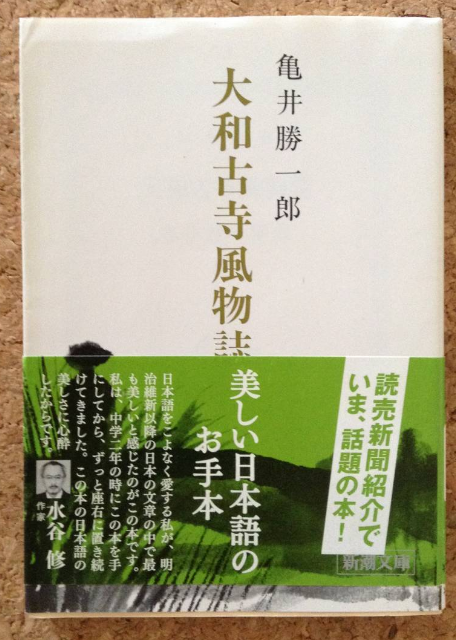 亀井勝一郎
大和古寺風物誌
読売新聞紹介で
いま、話題の本！
美しい日本語の
お手本
日本語をこよなく愛する私が、明
治維新以降の日本の文章の中で最
も美しいと感じたのがこの本です。
私は、中学二年の時にこの本を手
にしてから、ずっと座右に置き続
けてきました。この本の日本語の
美しさに心酔
したからです。
作家
水谷 修
新潮文庫